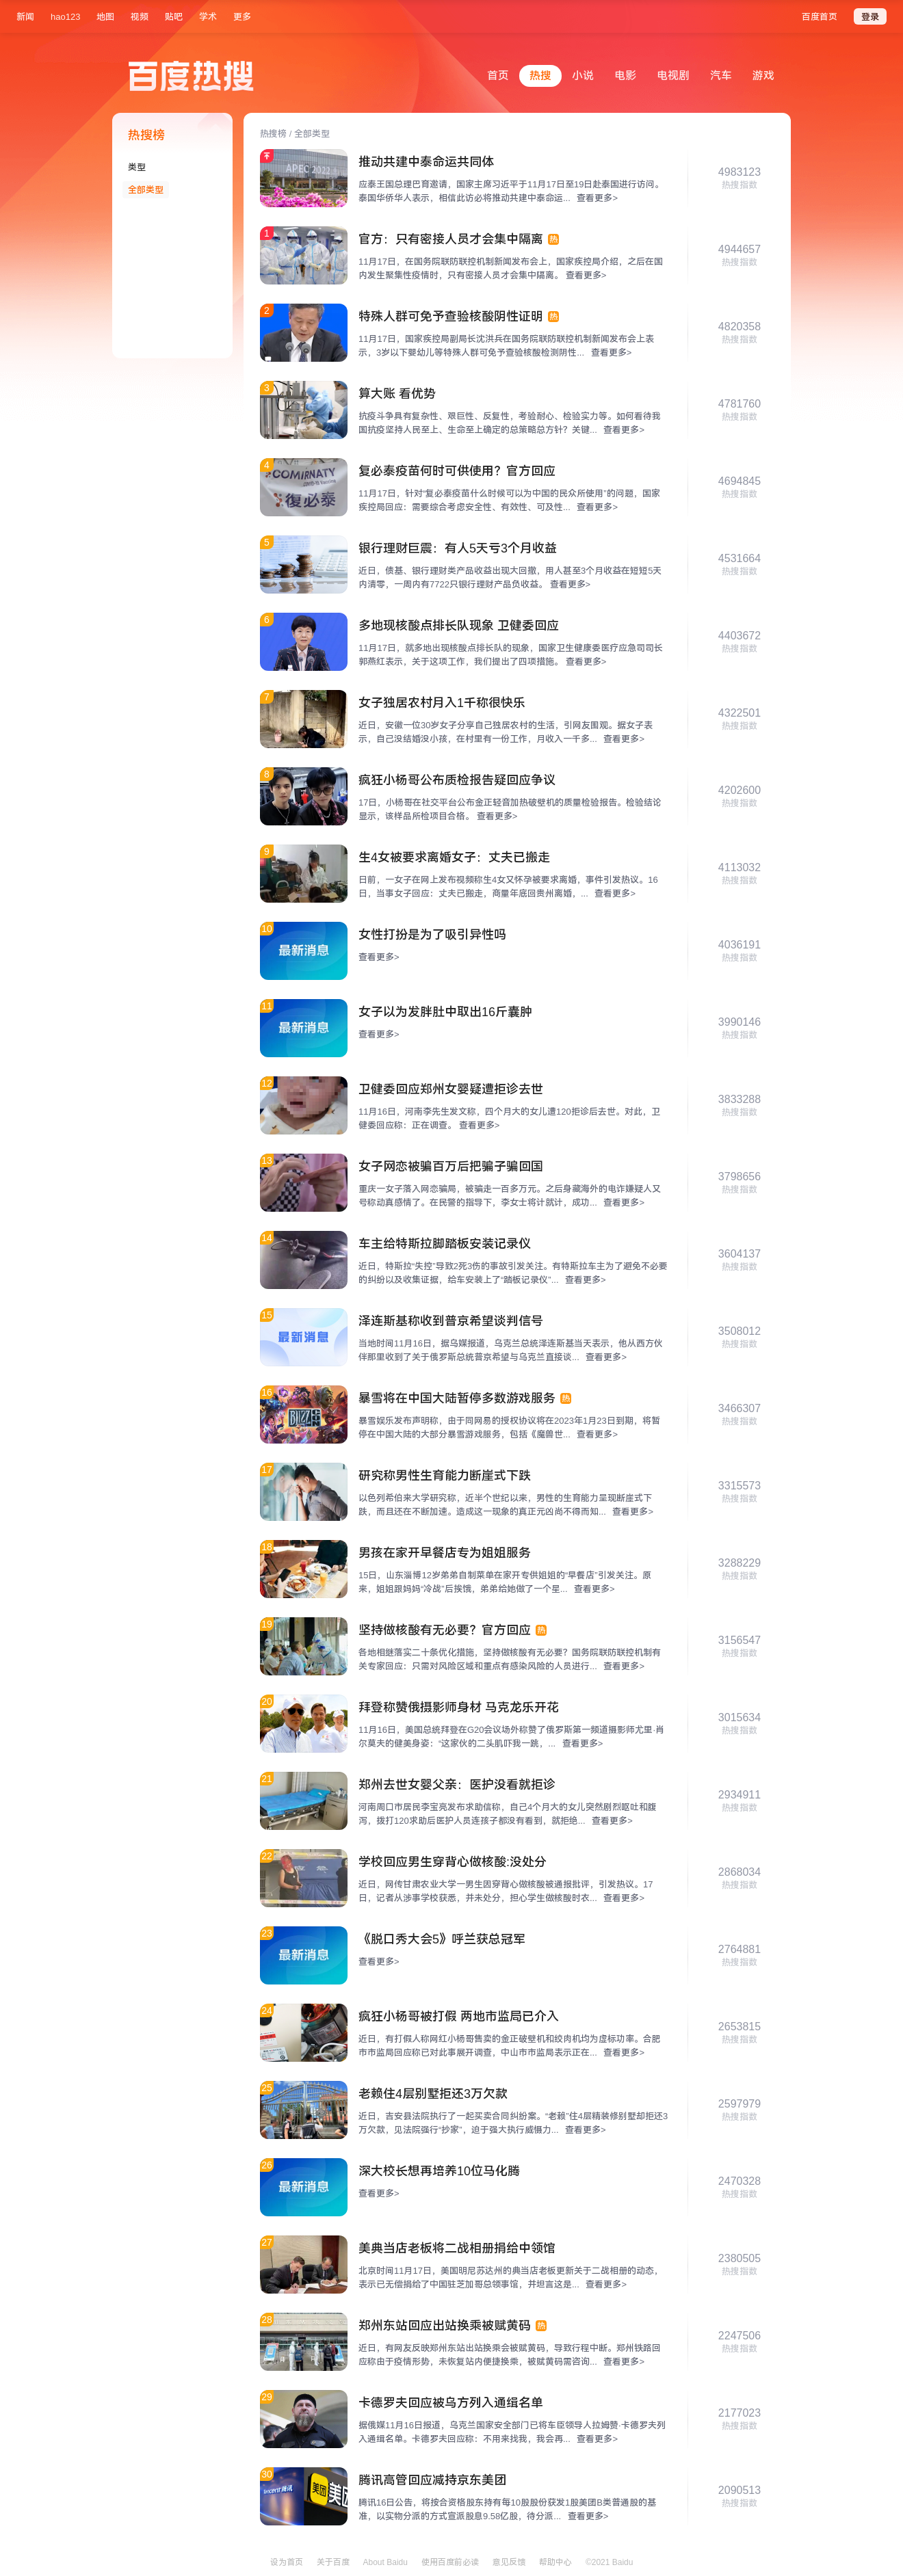 新闻 hao123 地图 视频 贴吧 学术 更多 百度首页 登录
百度热搜
首页 热搜 小说 电影 电视剧 汽车 游戏
热搜榜
类型
全部类型
热搜榜 / 全部类型
推动共建中泰命运共同体
应泰王国总理巴育邀请，国家主席习近平于11月17日至19日赴泰国进行访问。
泰国华侨华人表示，相信此访必将推动共建中泰命运... 查看更多>
4983123
热搜指数
1
官方：只有密接人员才会集中隔离 热
11月17日，在国务院联防联控机制新闻发布会上，国家疾控局介绍，之后在国
内发生聚集性疫情时，只有密接人员才会集中隔离。 查看更多>
4944657
热搜指数
2
特殊人群可免予查验核酸阴性证明 热
11月17日，国家疾控局副局长沈洪兵在国务院联防联控机制新闻发布会上表
示，3岁以下婴幼儿等特殊人群可免予查验核酸检测阴性... 查看更多>
4820358
热搜指数
3
算大账 看优势
抗疫斗争具有复杂性、艰巨性、反复性，考验耐心、检验实力等。如何看待我
国抗疫坚持人民至上、生命至上确定的总策略总方针？关键... 查看更多>
4781760
热搜指数
4
COMIRNATY
復必泰
复必泰疫苗何时可供使用？官方回应
11月17日，针对“复必泰疫苗什么时候可以为中国的民众所使用”的问题，国家
疾控局回应：需要综合考虑安全性、有效性、可及性... 查看更多>
4694845
热搜指数
5
银行理财巨震：有人5天亏3个月收益
近日，债基、银行理财类产品收益出现大回撤，用人甚至3个月收益在短短5天
内清零，一周内有7722只银行理财产品负收益。 查看更多>
4531664
热搜指数
6
多地现核酸点排长队现象 卫健委回应
11月17日，就多地出现核酸点排长队的现象，国家卫生健康委医疗应急司司长
郭燕红表示，关于这项工作，我们提出了四项措施。 查看更多>
4403672
热搜指数
7
女子独居农村月入1千称很快乐
近日，安徽一位30岁女子分享自己独居农村的生活，引网友围观。据女子表
示，自己没结婚没小孩，在村里有一份工作，月收入一千多... 查看更多>
4322501
热搜指数
8
疯狂小杨哥公布质检报告疑回应争议
17日，小杨哥在社交平台公布金正轻音加热破壁机的质量检验报告。检验结论
显示，该样品所检项目合格。 查看更多>
4202600
热搜指数
9
生4女被要求离婚女子：丈夫已搬走
日前，一女子在网上发布视频称生4女又怀孕被要求离婚，事件引发热议。16
日，当事女子回应：丈夫已搬走，商量年底回贵州离婚，... 查看更多>
4113032
热搜指数
10
最新消息
女性打扮是为了吸引异性吗
查看更多>
4036191
热搜指数
11
最新消息
女子以为发胖肚中取出16斤囊肿
查看更多>
3990146
热搜指数
12
卫健委回应郑州女婴疑遭拒诊去世
11月16日，河南李先生发文称，四个月大的女儿遭120拒诊后去世。对此，卫
健委回应称：正在调查。 查看更多>
3833288
热搜指数
13
女子网恋被骗百万后把骗子骗回国
重庆一女子落入网恋骗局，被骗走一百多万元。之后身藏海外的电诈嫌疑人又
号称动真感情了。在民警的指导下，李女士将计就计，成功... 查看更多>
3798656
热搜指数
14
车主给特斯拉脚踏板安装记录仪
近日，特斯拉“失控”导致2死3伤的事故引发关注。有特斯拉车主为了避免不必要
的纠纷以及收集证据，给车安装上了“踏板记录仪”... 查看更多>
3604137
热搜指数
15
最新消息
泽连斯基称收到普京希望谈判信号
当地时间11月16日，据乌媒报道，乌克兰总统泽连斯基当天表示，他从西方伙
伴那里收到了关于俄罗斯总统普京希望与乌克兰直接谈... 查看更多>
3508012
热搜指数
16
暴雪将在中国大陆暂停多数游戏服务 热
暴雪娱乐发布声明称，由于同网易的授权协议将在2023年1月23日到期，将暂
停在中国大陆的大部分暴雪游戏服务，包括《魔兽世... 查看更多>
3466307
热搜指数
17
研究称男性生育能力断崖式下跌
以色列希伯来大学研究称，近半个世纪以来，男性的生育能力呈现断崖式下
跌，而且还在不断加速。造成这一现象的真正元凶尚不得而知... 查看更多>
3315573
热搜指数
18
男孩在家开早餐店专为姐姐服务
15日，山东淄博12岁弟弟自制菜单在家开专供姐姐的“早餐店”引发关注。原
来，姐姐跟妈妈“冷战”后挨饿，弟弟给她做了一个星... 查看更多>
3288229
热搜指数
19
坚持做核酸有无必要？官方回应 热
各地相继落实二十条优化措施，坚持做核酸有无必要？国务院联防联控机制有
关专家回应：只需对风险区域和重点有感染风险的人员进行... 查看更多>
3156547
热搜指数
20
拜登称赞俄摄影师身材 马克龙乐开花
11月16日，美国总统拜登在G20会议场外称赞了俄罗斯第一频道摄影师尤里·肖
尔莫夫的健美身姿：“这家伙的二头肌吓我一跳，... 查看更多>
3015634
热搜指数
21
郑州去世女婴父亲：医护没看就拒诊
河南周口市居民李宝亮发布求助信称，自己4个月大的女儿突然剧烈呕吐和腹
泻，拨打120求助后医护人员连孩子都没有看到，就拒绝... 查看更多>
2934911
热搜指数
22
学校回应男生穿背心做核酸:没处分
近日，网传甘肃农业大学一男生因穿背心做核酸被通报批评，引发热议。17
日，记者从涉事学校获悉，并未处分，担心学生做核酸时衣... 查看更多>
2868034
热搜指数
23
最新消息
《脱口秀大会5》呼兰获总冠军
查看更多>
2764881
热搜指数
24
疯狂小杨哥被打假 两地市监局已介入
近日，有打假人称网红小杨哥售卖的金正破壁机和绞肉机均为虚标功率。合肥
市市监局回应称已对此事展开调查，中山市市监局表示正在... 查看更多>
2653815
热搜指数
25
老赖住4层别墅拒还3万欠款
近日，吉安县法院执行了一起买卖合同纠纷案。“老赖”住4层精装修别墅却拒还3
万欠款，见法院强行“抄家”，迫于强大执行威慑力... 查看更多>
2597979
热搜指数
26
最新消息
深大校长想再培养10位马化腾
查看更多>
2470328
热搜指数
27
美典当店老板将二战相册捐给中领馆
北京时间11月17日，美国明尼苏达州的典当店老板更新关于二战相册的动态，
表示已无偿捐给了中国驻芝加哥总领事馆，并坦言这是... 查看更多>
2380505
热搜指数
28
郑州东站回应出站换乘被赋黄码 热
近日，有网友反映郑州东站出站换乘会被赋黄码，导致行程中断。郑州铁路回
应称由于疫情形势，未恢复站内便捷换乘，被赋黄码需咨询... 查看更多>
2247506
热搜指数
29
卡德罗夫回应被乌方列入通缉名单
据俄媒11月16日报道，乌克兰国家安全部门已将车臣领导人拉姆赞·卡德罗夫列
入通缉名单。卡德罗夫回应称：不用来找我，我会再... 查看更多>
2177023
热搜指数
30
腾讯高管回应减持京东美团
腾讯16日公告，将按合资格股东持有每10股股份获发1股美团B类普通股的基
准，以实物分派的方式宣派股息9.58亿股，待分派... 查看更多>
2090513
热搜指数
设为首页 关于百度 About Baidu 使用百度前必读 意见反馈 帮助中心 ©2021 Baidu